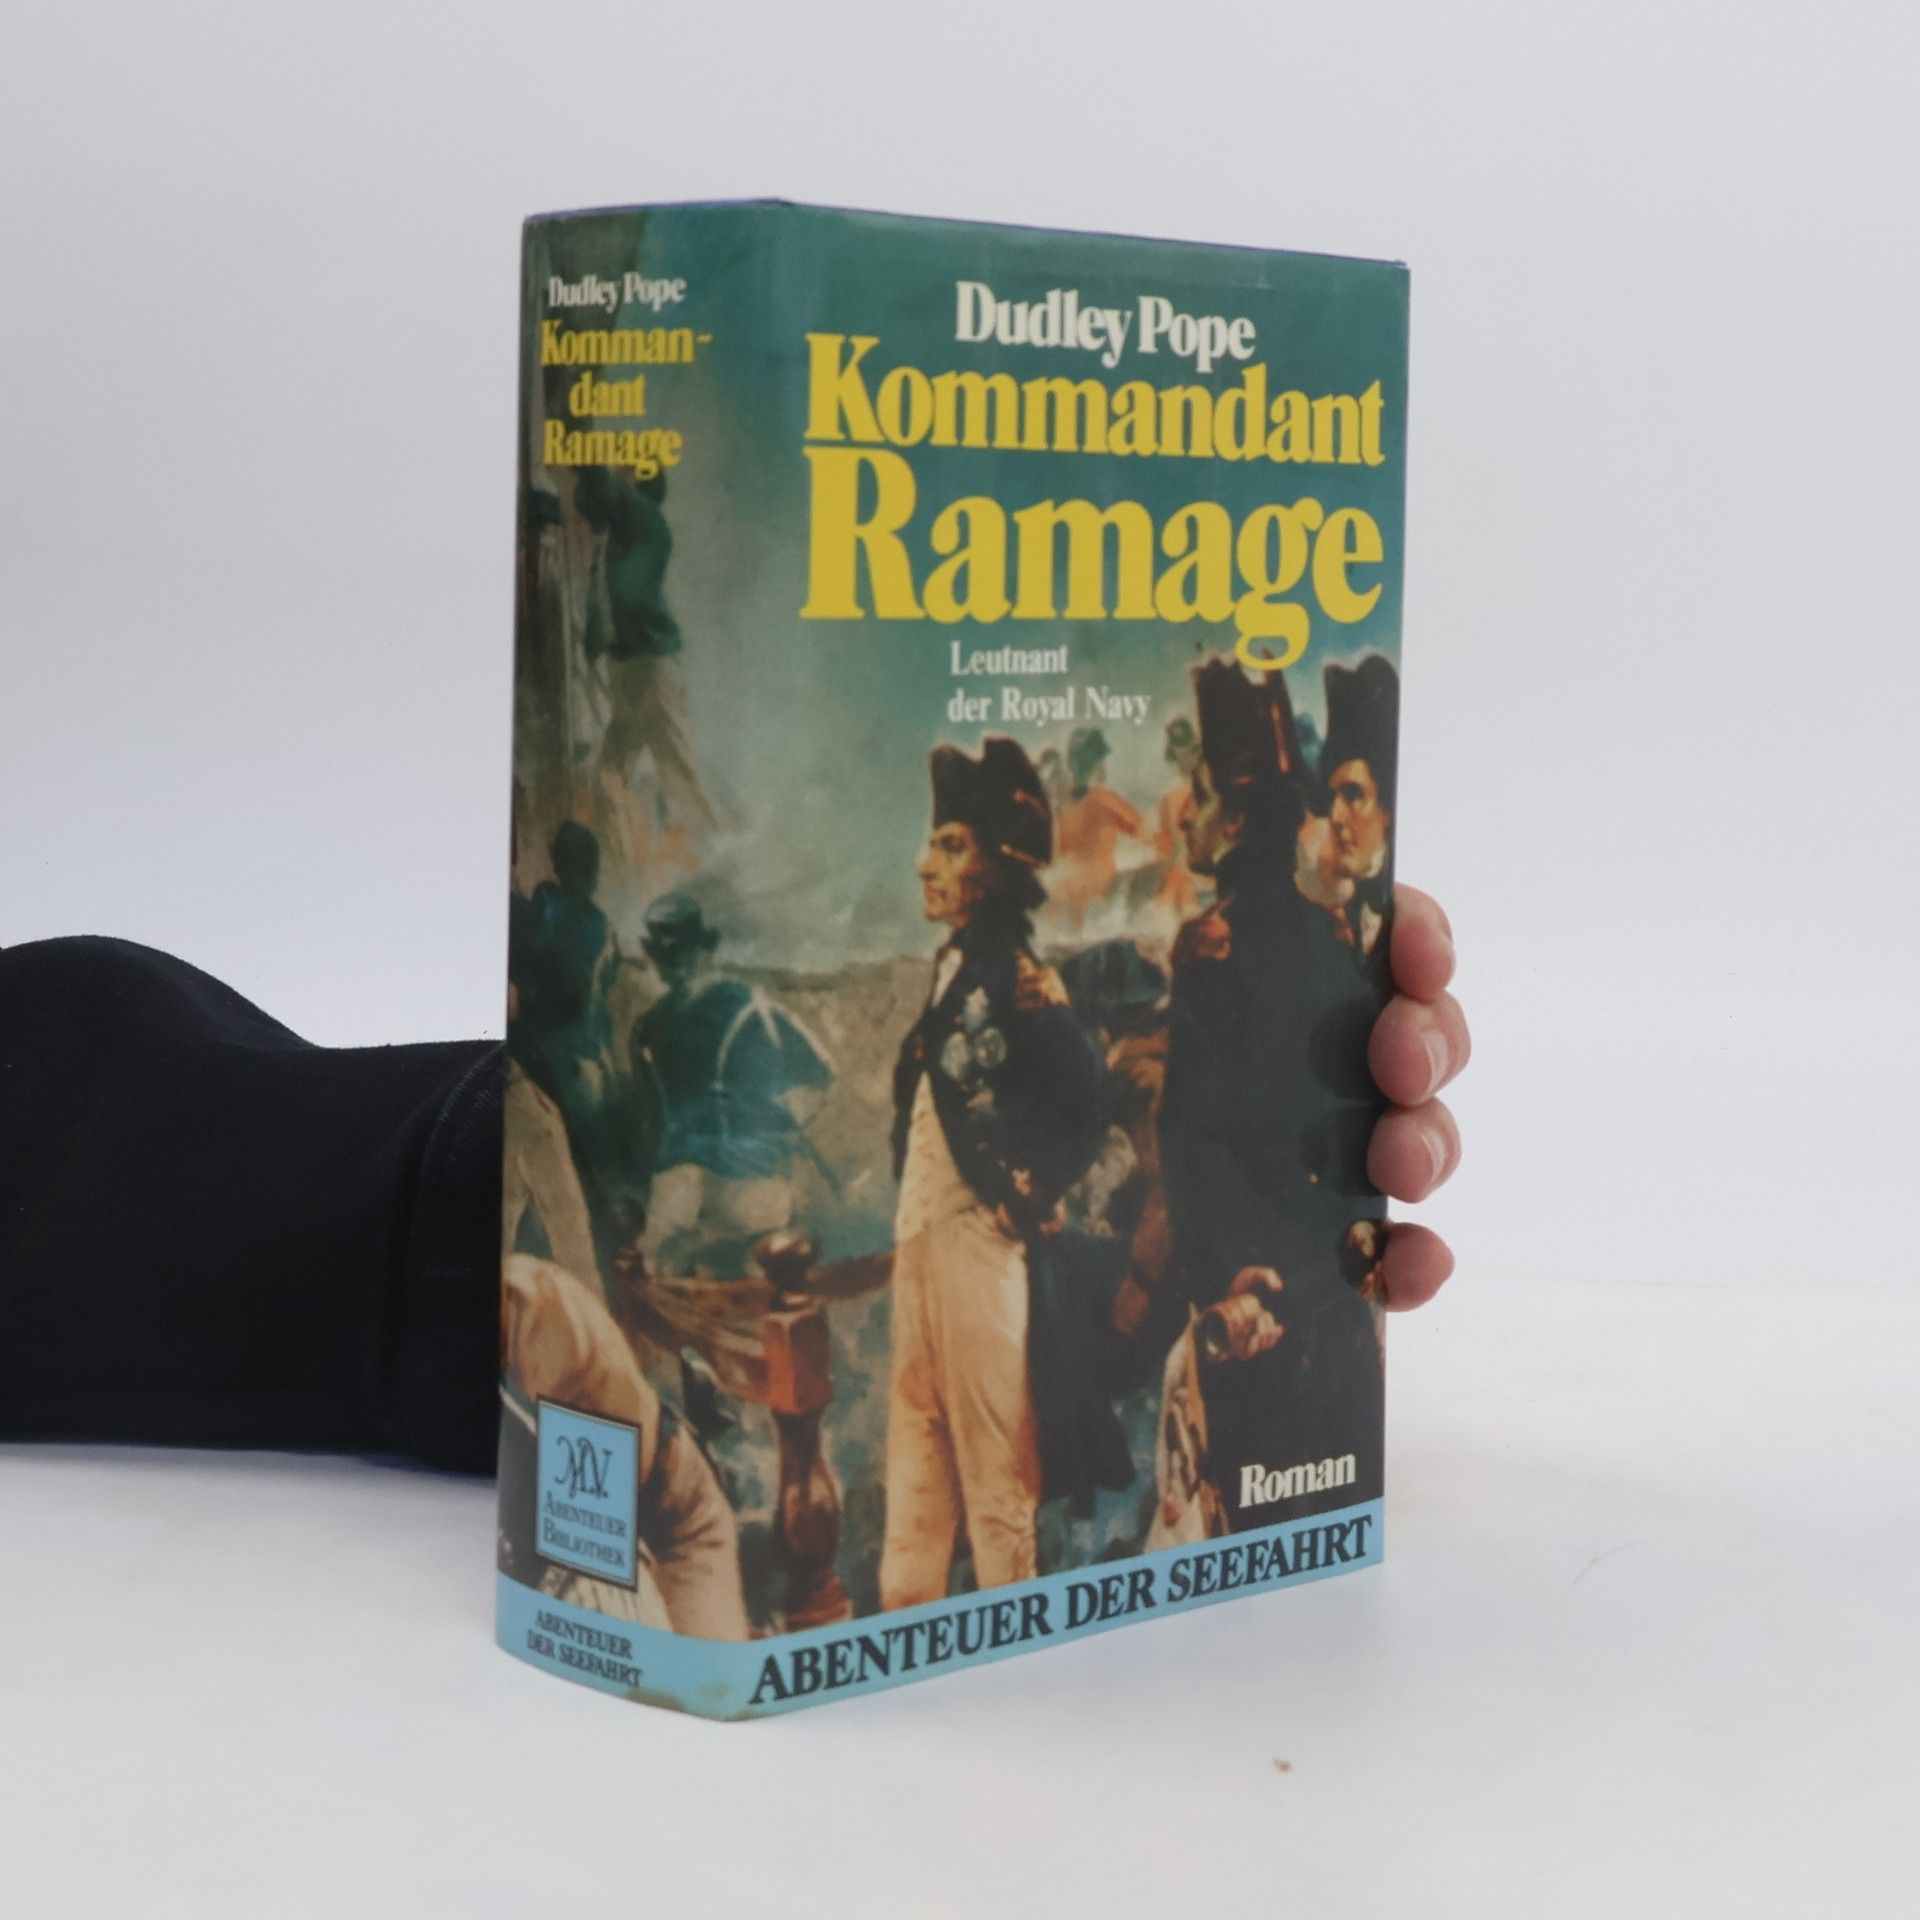 Dudley Pope
Komman-
dant
Ramage
MV.
ABENTEUER
BIBLIOTHEK
ABENTEUER
DER SEEFAHRT
Dudley Pope
Kommandant
Ramage
Leutnant
der Royal Navy
Roman
ABENTEUER DER SEEFAHRT